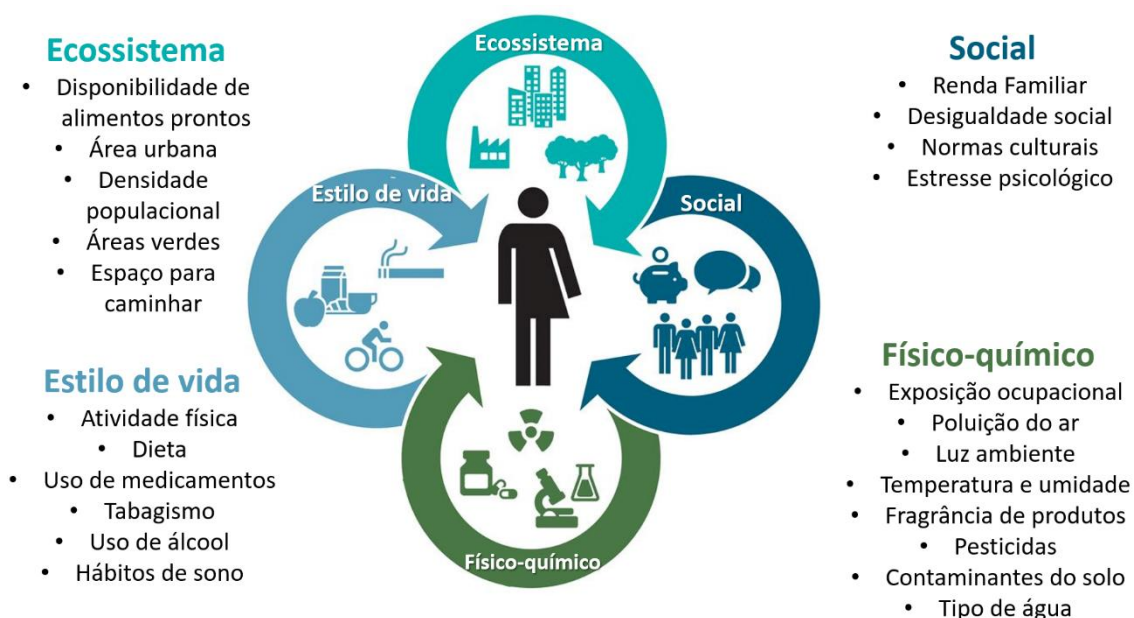 Ecossistema
• Disponibilidade de
alimentos prontos
• Área urbana
• Densidade
populacional
• Áreas verdes
• Espaço para
caminhar
Estilo de vida
• Atividade física
• Dieta
• Uso de medicamentos
• Tabagismo
• Uso de álcool
• Hábitos de sono
Ecossistema
Estilo de vida
Social
Físico-químico
Social
• Renda Familiar
• Desigualdade social
• Normas culturais
• Estresse psicológico
Físico-químico
• Exposição ocupacional
• Poluição do ar
• Luz ambiente
• Temperatura e umidade
• Fragrância de produtos
• Pesticidas
• Contaminantes do solo
• Tipo de água